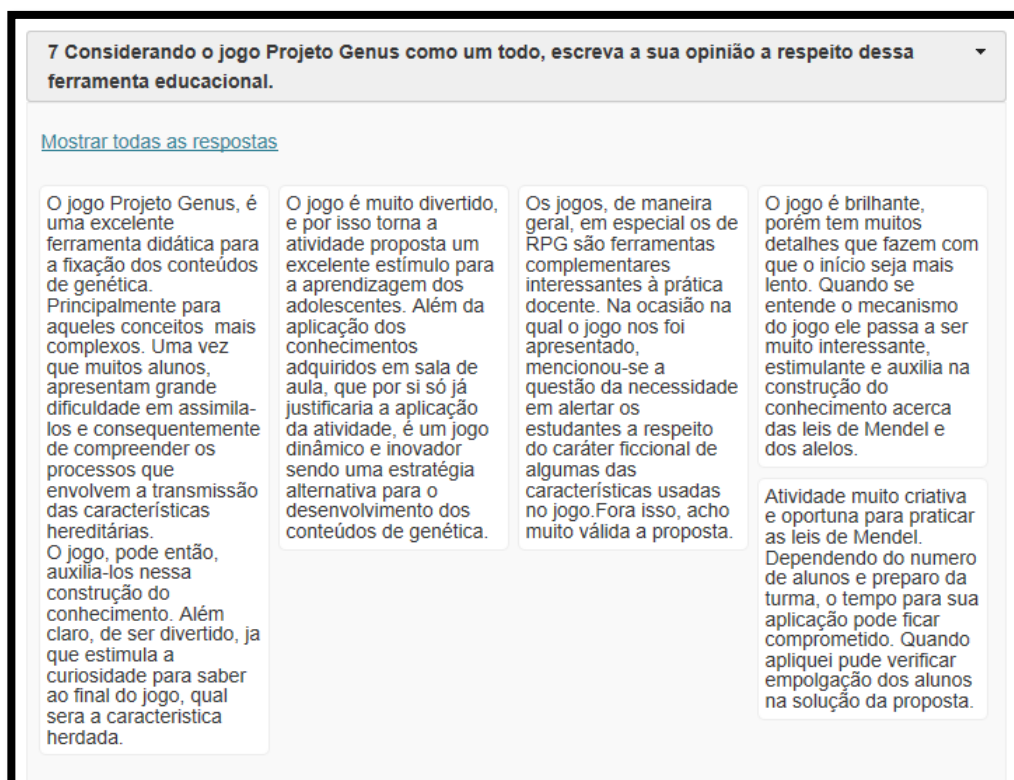 7 Considerando o jogo Projeto Genus como um todo, escreva a sua opinião a respeito dessa
ferramenta educacional.
Mostrar todas as respostas
O jogo Projeto Genus, é
uma excelente
ferramenta didática para
a fixação dos conteúdos
de genética.
Principalmente para
aqueles conceitos mais
complexos. Uma vez
que muitos alunos,
apresentam grande
dificuldade em assimila-
los e consequentemente
de compreender os
processos que
envolvem a transmissão
das características
hereditárias.
O jogo, pode então,
auxilia-los nessa
construção do
conhecimento. Além
claro, de ser divertido, ja
que estimula a
curiosidade para saber
ao final do jogo, qual
sera a caracteristica
herdada.
O jogo é muito divertido,
e por isso torna a
atividade proposta um
excelente estímulo para
a aprendizagem dos
adolescentes. Além da
aplicação dos
conhecimentos
adquiridos em sala de
aula, que por si só já
justificaria a aplicação
da atividade, é um jogo
dinâmico e inovador
sendo uma estratégia
alternativa para o
desenvolvimento dos
conteúdos de genética.
Os jogos, de maneira
geral, em especial os de
RPG são ferramentas
complementares
interessantes à prática
docente. Na ocasião na
qual o jogo nos foi
apresentado,
mencionou-se a
questão da necessidade
em alertar os
estudantes a respeito
do caráter ficcional de
algumas das
características usadas
no jogo.Fora isso, acho
muito válida a proposta.
O jogo é brilhante,
porém tem muitos
detalhes que fazem com
que o início seja mais
lento. Quando se
entende o mecanismo
do jogo ele passa a ser
muito interessante,
estimulante e auxilia na
construção do
conhecimento acerca
das leis de Mendel e
dos alelos.
Atividade muito criativa
e oportuna para praticar
as leis de Mendel.
Dependendo do numero
de alunos e preparo da
turma, o tempo para sua
aplicação pode ficar
comprometido. Quando
apliquei pude verificar
empolgação dos alunos
na solução da proposta.